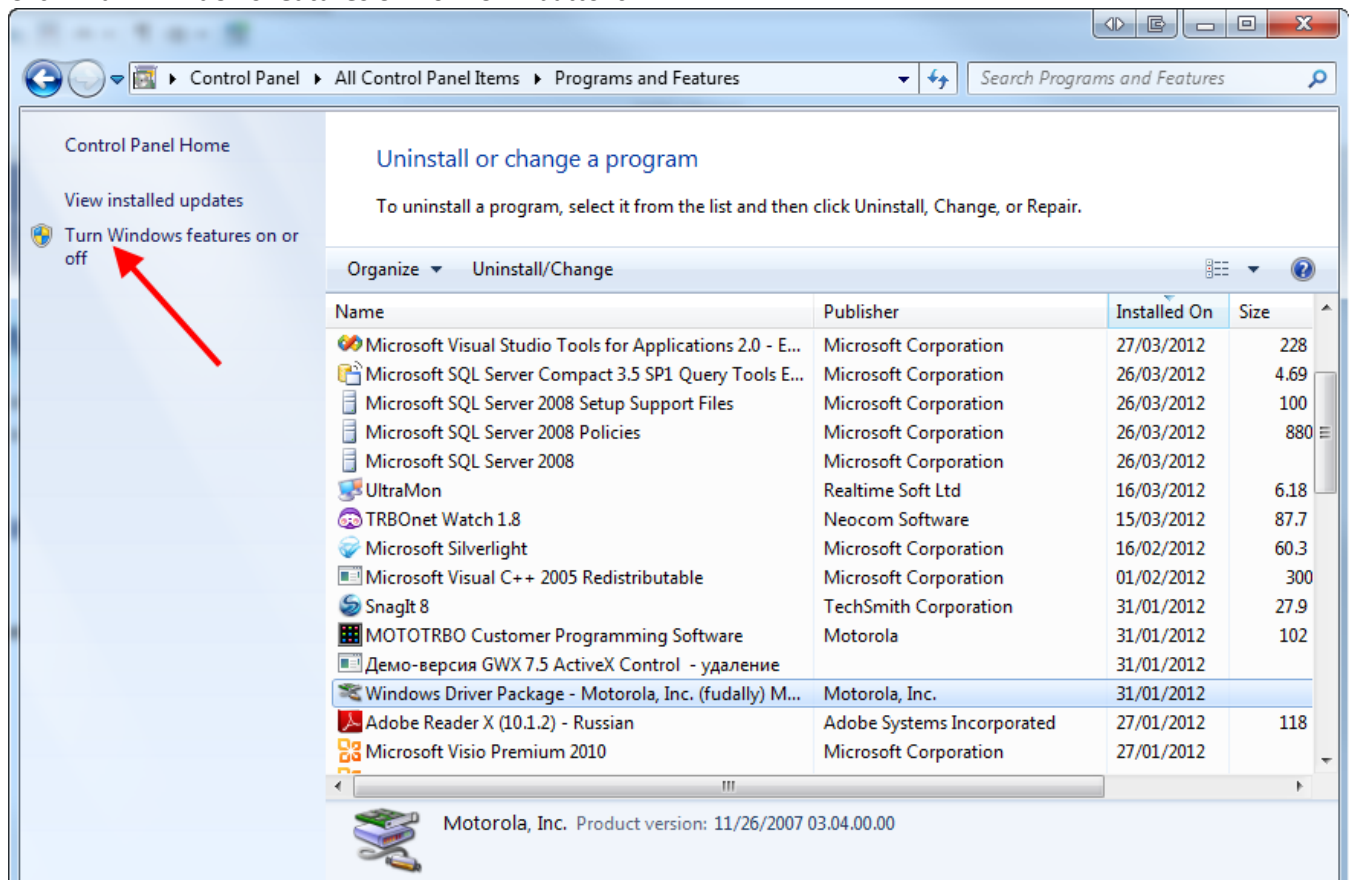 Control Panel
All Control Panel Items
Programs and Features
Search Programs and Features
Control Panel Home
View installed updates
Turn Windows features on or
off
Uninstall or change a program
To uninstall a program, select it from the list and then click Uninstall, Change, or Repair.
Organize Uninstall/Change
Name Publisher Installed On Size
Microsoft Visual Studio Tools for Applications 2.0 - E... Microsoft Corporation 27/03/2012 228
Microsoft SQL Server Compact 3.5 SP1 Query Tools E... Microsoft Corporation 26/03/2012 4.69
Microsoft SQL Server 2008 Setup Support Files Microsoft Corporation 26/03/2012 100
Microsoft SQL Server 2008 Policies Microsoft Corporation 26/03/2012 880
Microsoft SQL Server 2008 Microsoft Corporation 26/03/2012
UltraMon Realtime Soft Ltd 16/03/2012 6.18
TRBOnet Watch 1.8 Neocom Software 15/03/2012 87.7
Microsoft Silverlight Microsoft Corporation 16/02/2012 60.3
Microsoft Visual C++ 2005 Redistributable Microsoft Corporation 01/02/2012 300
SnagIt 8 TechSmith Corporation 31/01/2012 27.9
MOTOTRBO Customer Programming Software Motorola 31/01/2012 102
Демо-версия GWX 7.5 ActiveX Control - удаление 31/01/2012
Windows Driver Package - Motorola, Inc. (fudally) M... Motorola, Inc. 31/01/2012
Adobe Reader X (10.1.2) - Russian Adobe Systems Incorporated 27/01/2012 118
Microsoft Visio Premium 2010 Microsoft Corporation 27/01/2012
Motorola, Inc. Product version: 11/26/2007 03.04.00.00